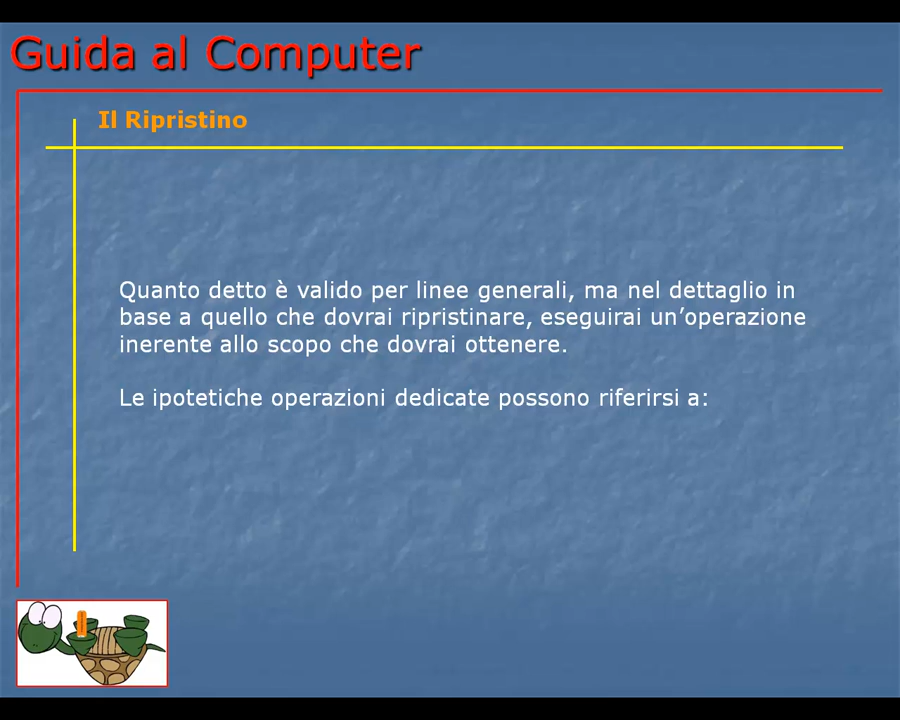 Guida al Computer
Il Ripristino
Quanto detto è valido per linee generali, ma nel dettaglio in
base a quello che dovrai ripristinare, eseguirai un’operazione
inerente allo scopo che dovrai ottenere.
Le ipotetiche operazioni dedicate possono riferirsi a: